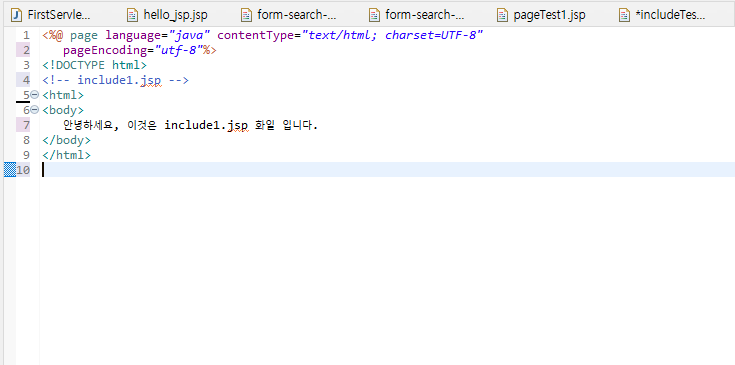 FirstServle... hello_jsp.jsp form-search-... form-search-... pageTest1.jsp *includeTes...
1 <%@ page language="java" contentType="text/html; charset=UTF-8"
2 pageEncoding="utf-8"%>
3 <!DOCTYPE html>
4 <!-- include1.jsp -->
5 <html>
6 <body>
7 안녕하세요, 이것은 include1.jsp 화일 입니다.
8 </body>
9 </html>
10